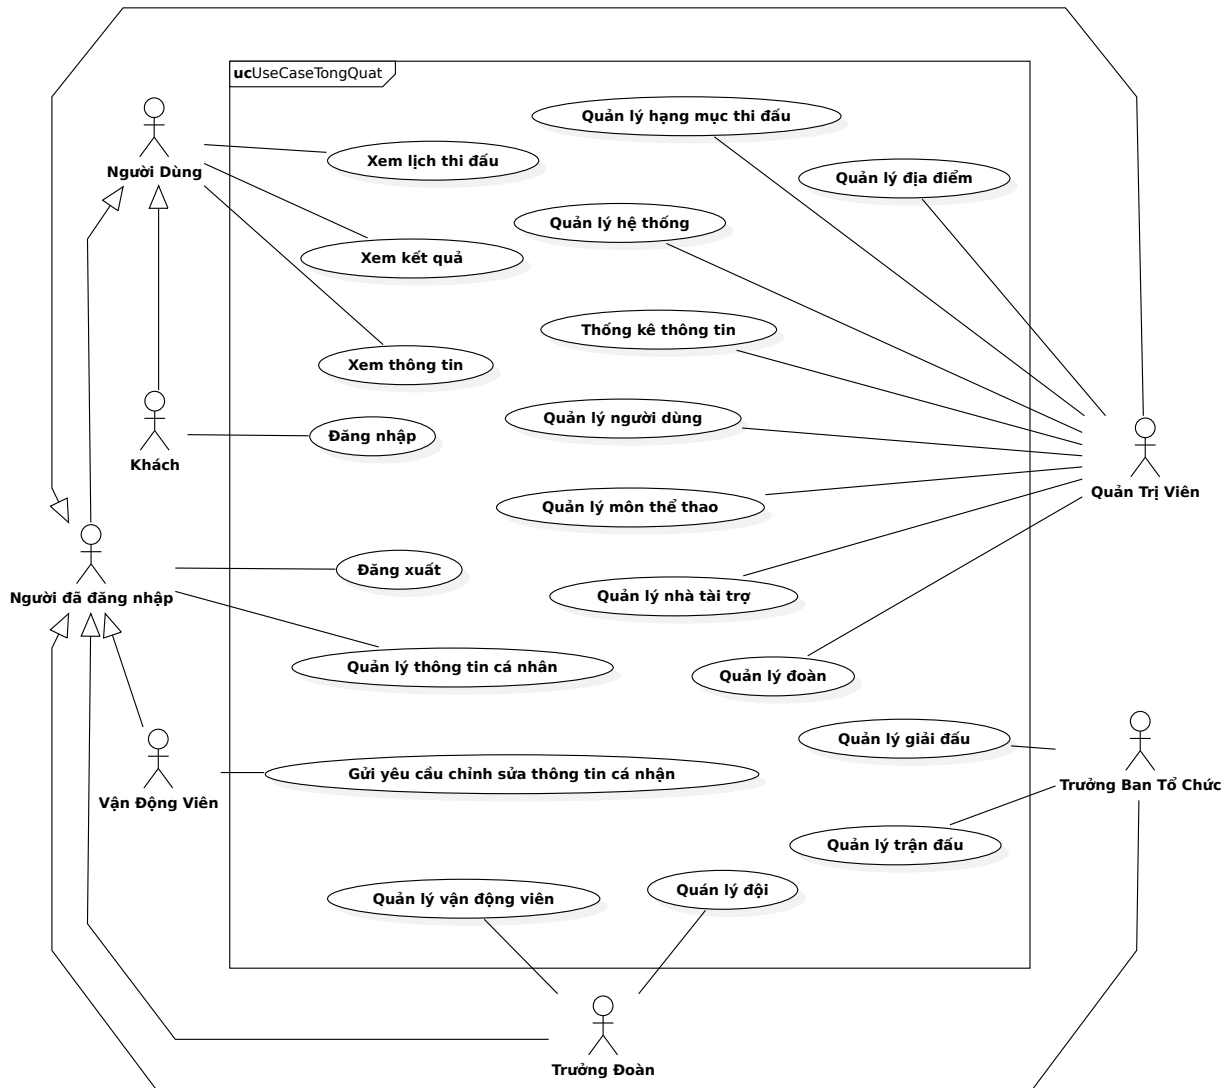 ucUseCaseTongQuat
Quản lý hạng mục thi đấu
Xem lịch thi đấu
Người Dùng
Quản lý địa điểm
Quản lý hệ thống
Xem kết quả
Thống kê thông tin
Xem thông tin
Quản lý người dùng
Đăng nhập
Khách
Quản Trị Viên
Quản lý môn thể thao
Đăng xuất
Người đã đăng nhập
Quản lý nhà tài trợ
Quản lý thông tin cá nhân
Quản lý đoàn
Quản lý giải đấu
Gửi yêu cầu chỉnh sửa thông tin cá nhận
Trưởng Ban Tổ Chức
Vận Động Viên
Quản lý trận đấu
Quản lý vận động viên
Quán lý đội
Trưởng Đoàn